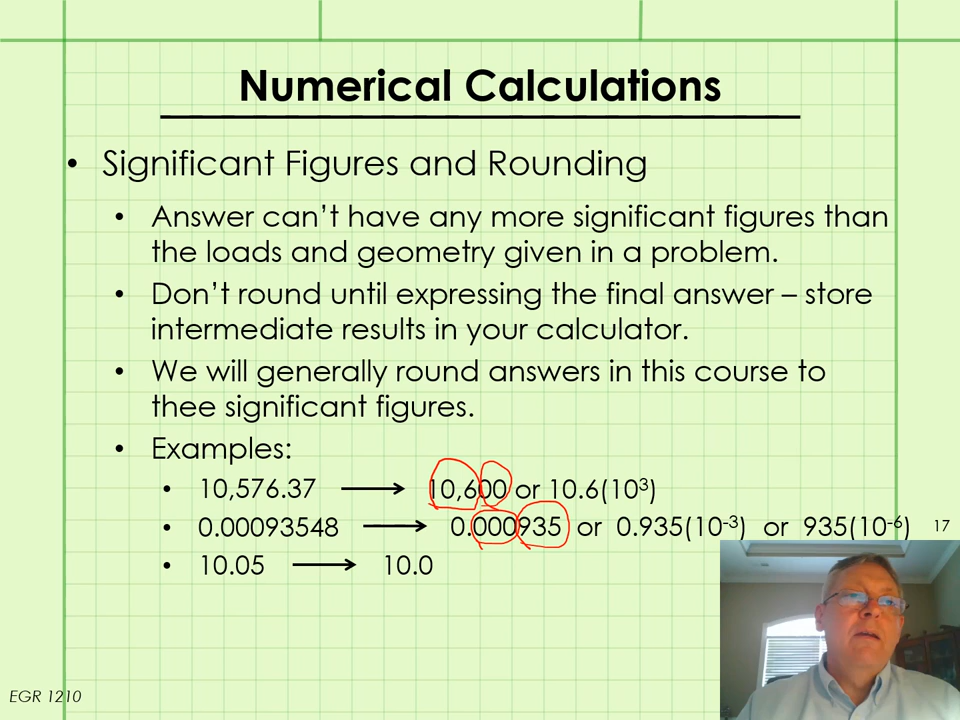 Numerical Calculations
• Significant Figures and Rounding
• Answer can’t have any more significant figures than
the loads and geometry given in a problem.
• Don’t round until expressing the final answer – store
intermediate results in your calculator.
• We will generally round answers in this course to
thee significant figures.
• Examples:
• 10,576.37 → 10,600 or 10.6(10³)
• 0.00093548 → 0.000935 or 0.935(10⁻³) or 935(10⁻⁶)
17
• 10.05 → 10.0
EGR 1210